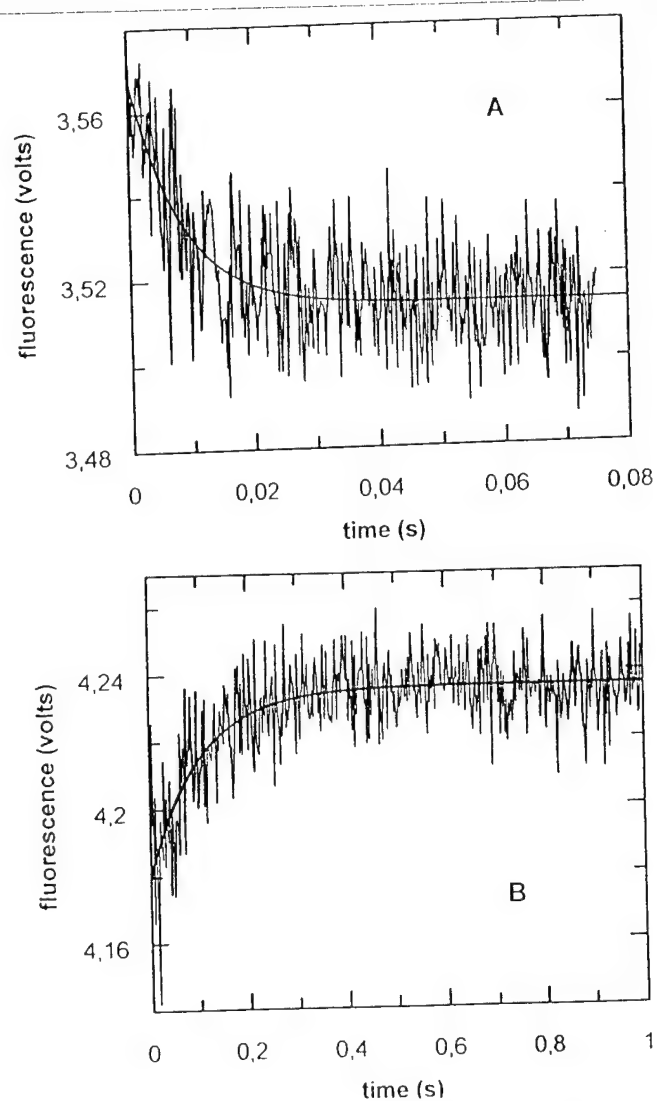 A
fluorescence (volts)
3,56
3,52
3,48
0 0,02 0,04 0,06 0,08
time (s)
B
fluorescence (volts)
4,24
4,2
4,16
0 0,2 0,4 0,6 0,8 1
time (s)